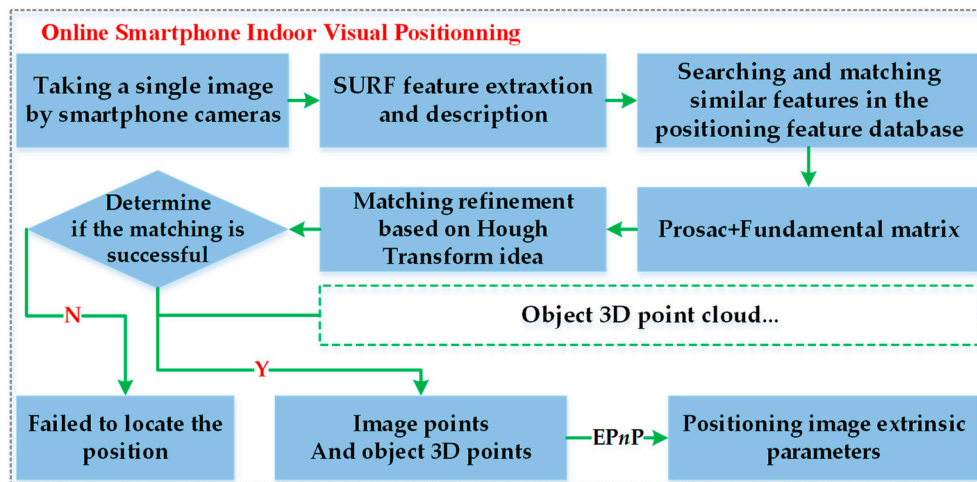 Online Smartphone Indoor Visual Positionning
Taking a single image
by smartphone cameras
SURF feature extraxtion
and description
Searching and matching
similar features in the
positioning feature database
Prosac+Fundamental matrix
Matching refinement
based on Hough
Transform idea
Determine
if the matching is
successful
Object 3D point cloud...
N
Y
Failed to locate the
position
Image points
And object 3D points
EPnP
Positioning image extrinsic
parameters